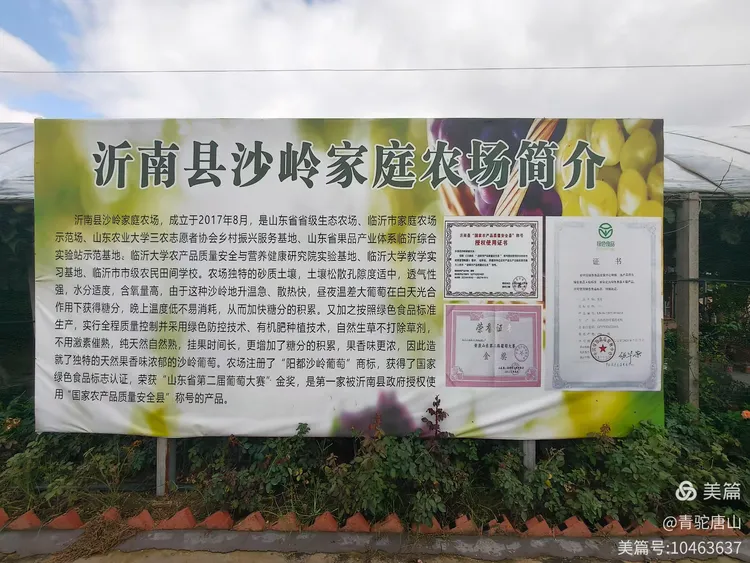 沂南县沙岭家庭农场简介
沂南县沙岭家庭农场，成立于2017年8月，是山东省省级生态农场、临沂市家庭农场
示范场、山东农业大学三农志愿者协会乡村振兴服务基地、山东省果品产业体系临沂综合
实验站示范基地；临沂大学农产品质量安全与营养健康研究院实验基地、临沂大学教学实
习基地、临沂市市级农民田间学校。农场独特的砂质土壤，土壤松散孔隙度适中，透气性
强，水分适度，含氧量高，由于这种沙岭地升温急、散热快，昼夜温差大葡萄在白天光合
作用下获得糖分，晚上温度低不易消耗，从而加快糖分的积累。又加之按照绿色食品标准
生产，实行全程质量控制并采用绿色防控技术、有机肥种植技术，自然生草不打除草剂，
不用激素催熟，纯天然自然熟，挂果时间长，更增加了糖分的积累，果香味更浓，因此造
就了独特的天然果香味浓郁的沙岭葡萄。农场注册了“阳都沙岭葡萄”商标，获得了国家
绿色食品标志认证，荣获“山东省第二届葡萄大赛”金奖，是第一家被沂南县政府授权使
用“国家农产品质量安全县”称号的产品。
授权使用证书
荣誉证书
金奖
绿色食品
证书
美篇
@青驼唐山
美篇号:10463637